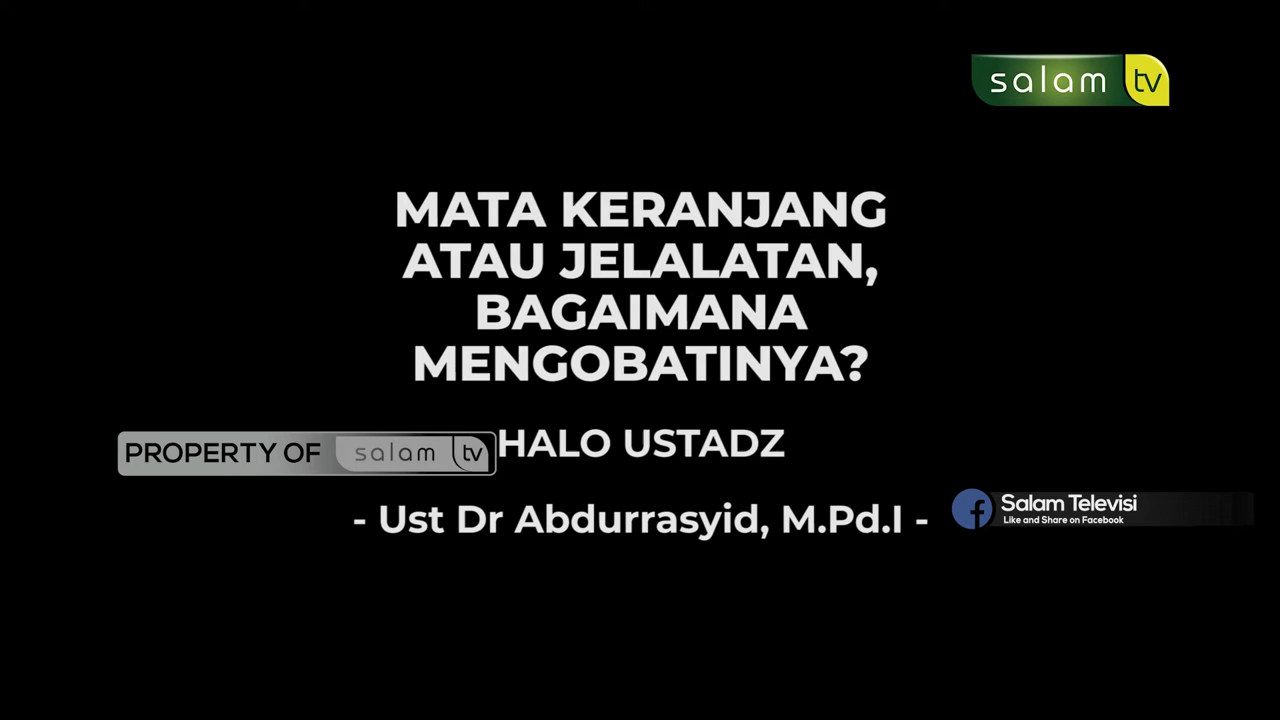 salam tv
MATA KERANJANG
ATAU JELALATAN,
BAGAIMANA
MENGOBATINYA?
HALO USTADZ
PROPERTY OF salam tv
- Ust Dr Abdurrasyid, M.Pd.I -
Salam Televisi
Like and Share on Facebook